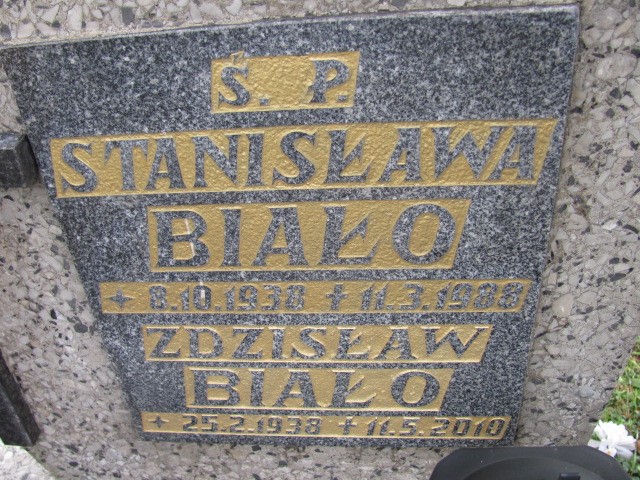 Ś. P.
STANISŁAWA
BIAŁO
✦ 8.10.1938 ✝ 11.3.1988
ZDZISŁAW
BIAŁO
✦ 25.2.1938 ✝ 11.5.2010